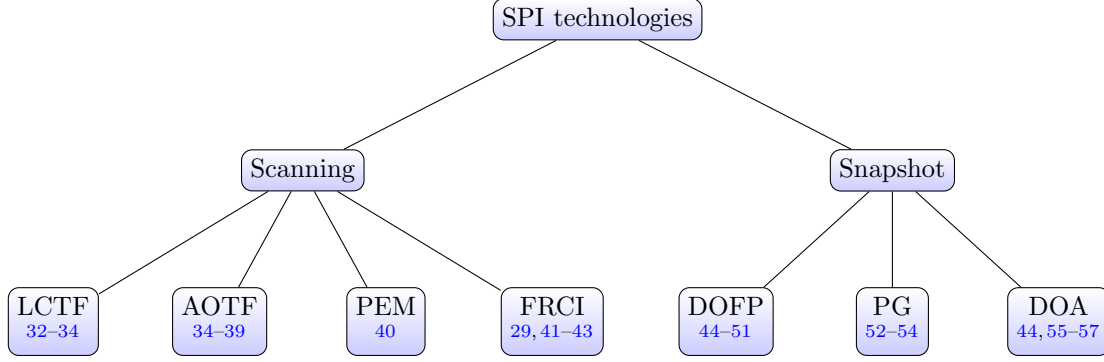 SPI technologies
Scanning
Snapshot
LCTF
32–34
AOTF
34–39
PEM
40
FRCI
29, 41–43
DOFP
44–51
PG
52–54
DOA
44, 55–57